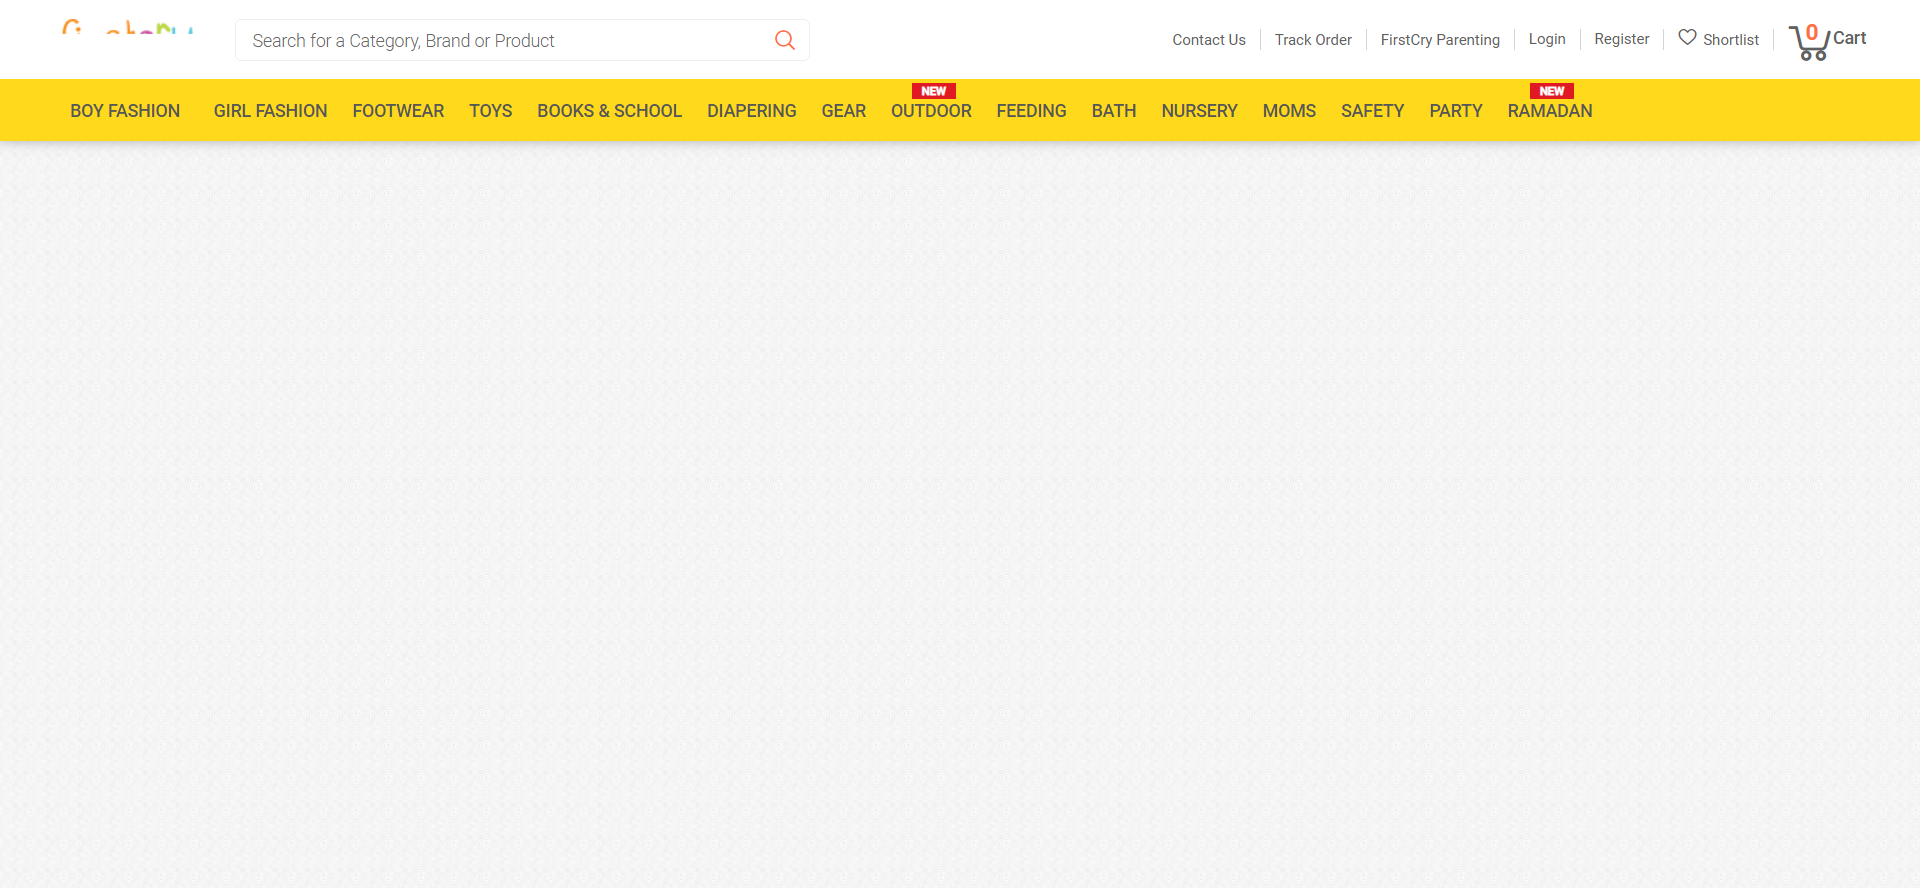 Search for a Category, Brand or Product
Contact Us
Track Order
FirstCry Parenting
Login
Register
Shortlist
0
Cart
BOY FASHION
GIRL FASHION
FOOTWEAR
TOYS
BOOKS & SCHOOL
DIAPERING
GEAR
NEW
OUTDOOR
FEEDING
BATH
NURSERY
MOMS
SAFETY
PARTY
NEW
RAMADAN